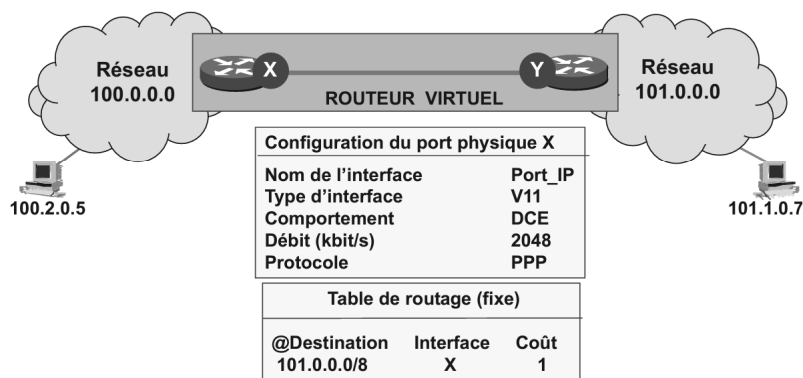 Réseau
100.0.0.0
X
Y
Réseau
101.0.0.0
ROUTEUR VIRTUEL
100.2.0.5
101.1.0.7
Configuration du port physique X
Nom de l'interface Port_IP
Type d'interface V11
Comportement DCE
Débit (kbit/s) 2048
Protocole PPP
Table de routage (fixe)
@Destination Interface Coût
101.0.0.0/8 X 1